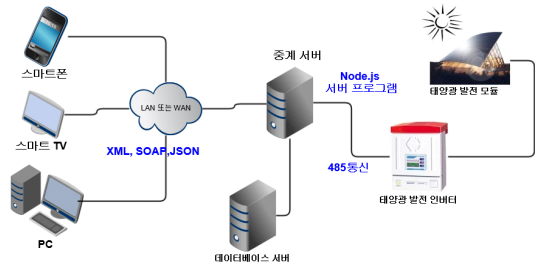 스마트폰
스마트 TV
PC
LAN 또는 WAN
XML, SOAP,JSON
중계 서버
데이터베이스 서버
Node.js
서버 프로그램
485통신
태양광 발전 모듈
태양광 발전 인버터